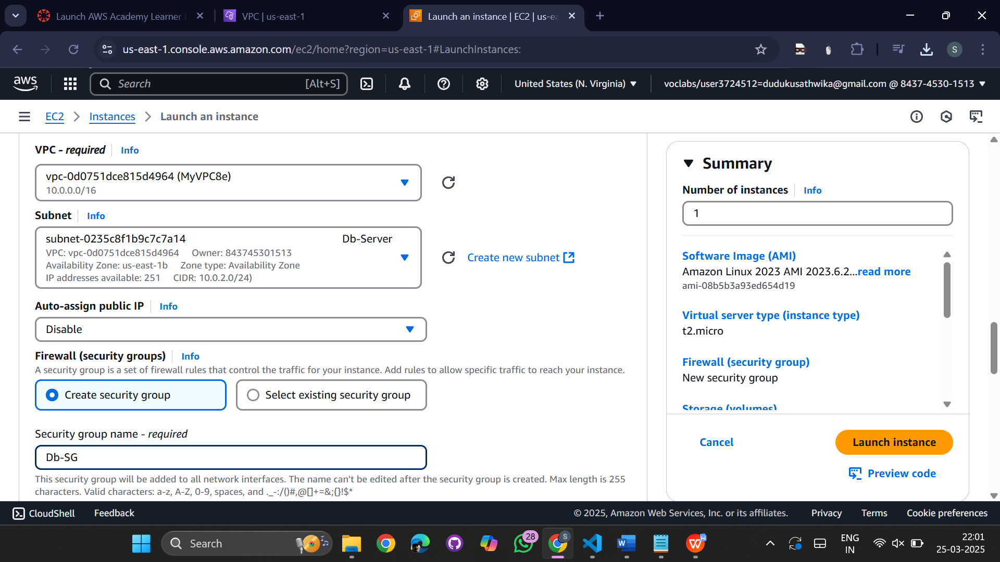 Launch AWS Academy Learner
VPC | us-east-1
Launch an instance | EC2 | us-ea
us-east-1.console.aws.amazon.com/ec2/home?region=us-east-1#LaunchInstances:
S
aws
Search
[Alt+S]
United States (N. Virginia)
voclabs/user3724512=dudukusathwika@gmail.com @ 8437-4530-1513
EC2
Instances
Launch an instance
VPC - required
Info
vpc-0d0751dce815d4964 (MyVPC8e)
10.0.0.0/16
Subnet
Info
subnet-0235c8f1b9c7c7a14
Db-Server
VPC: vpc-0d0751dce815d4964 Owner: 843745301513
Availability Zone: us-east-1b Zone type: Availability Zone
IP addresses available: 251 CIDR: 10.0.2.0/24)
Create new subnet
Auto-assign public IP
Info
Disable
Firewall (security groups)
Info
A security group is a set of firewall rules that control the traffic for your instance. Add rules to allow specific traffic to reach your instance.
Create security group
Select existing security group
Security group name - required
Db-SG
This security group will be added to all network interfaces. The name can't be edited after the security group is created. Max length is 255
characters. Valid characters: a-z, A-Z, 0-9, spaces, and ._-:/()#,@[]+=&;{}!$*
Summary
Number of instances
Info
1
Software Image (AMI)
Amazon Linux 2023 AMI 2023.6.2...read more
ami-08b5b3a93ed654d19
Virtual server type (instance type)
t2.micro
Firewall (security group)
New security group
Storage (volumes)
Cancel
Launch instance
Preview code
CloudShell
Feedback
© 2025, Amazon Web Services, Inc. or its affiliates.
Privacy
Terms
Cookie preferences
Search
28
S
W
ENG
IN
22:01
25-03-2025